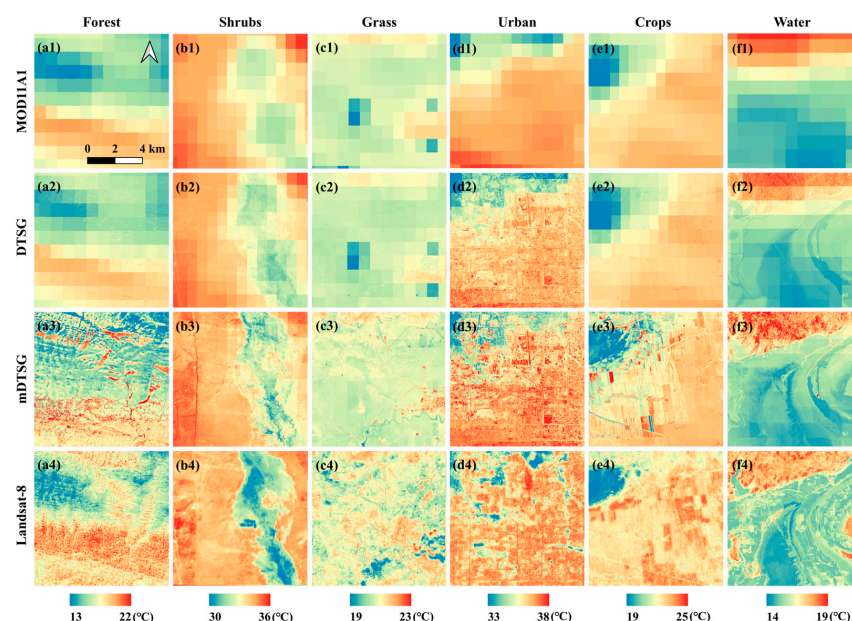 Forest Shrubs Grass Urban Crops Water
MOD11A1 (a1) (b1) (c1) (d1) (e1) (f1)
0 2 4 km
DTSG (a2) (b2) (c2) (d2) (e2) (f2)
mDTSG (a3) (b3) (c3) (d3) (e3) (f3)
Landsat-8 (a4) (b4) (c4) (d4) (e4) (f4)
13 22(°C) 30 36(°C) 19 23(°C) 33 38(°C) 19 25(°C) 14 19(°C)